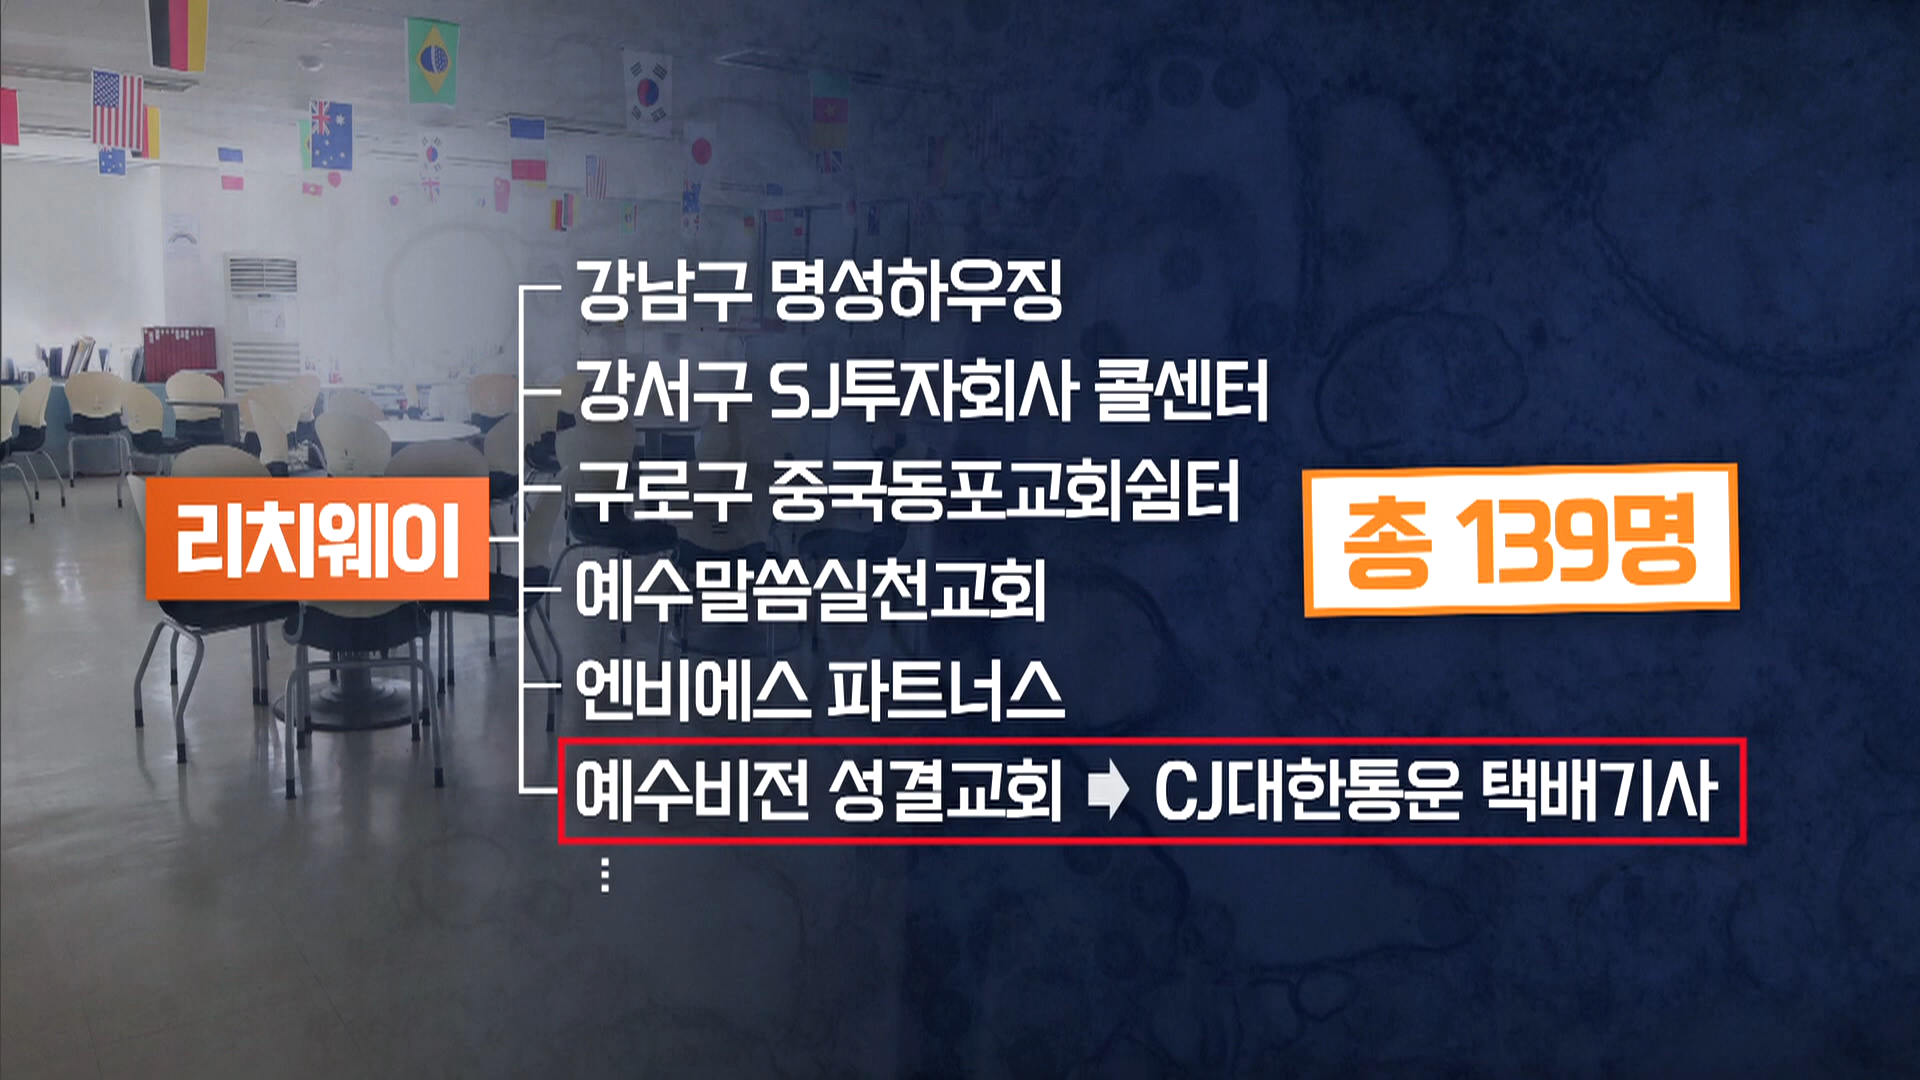 강남구 명성하우징
강서구 SJ투자회사 콜센터
구로구 중국동포교회쉼터
리치웨이
총 139명
예수말씀실천교회
엔비에스 파트너스
예수비전 성결교회 ➡ CJ대한통운 택배기사
⋮